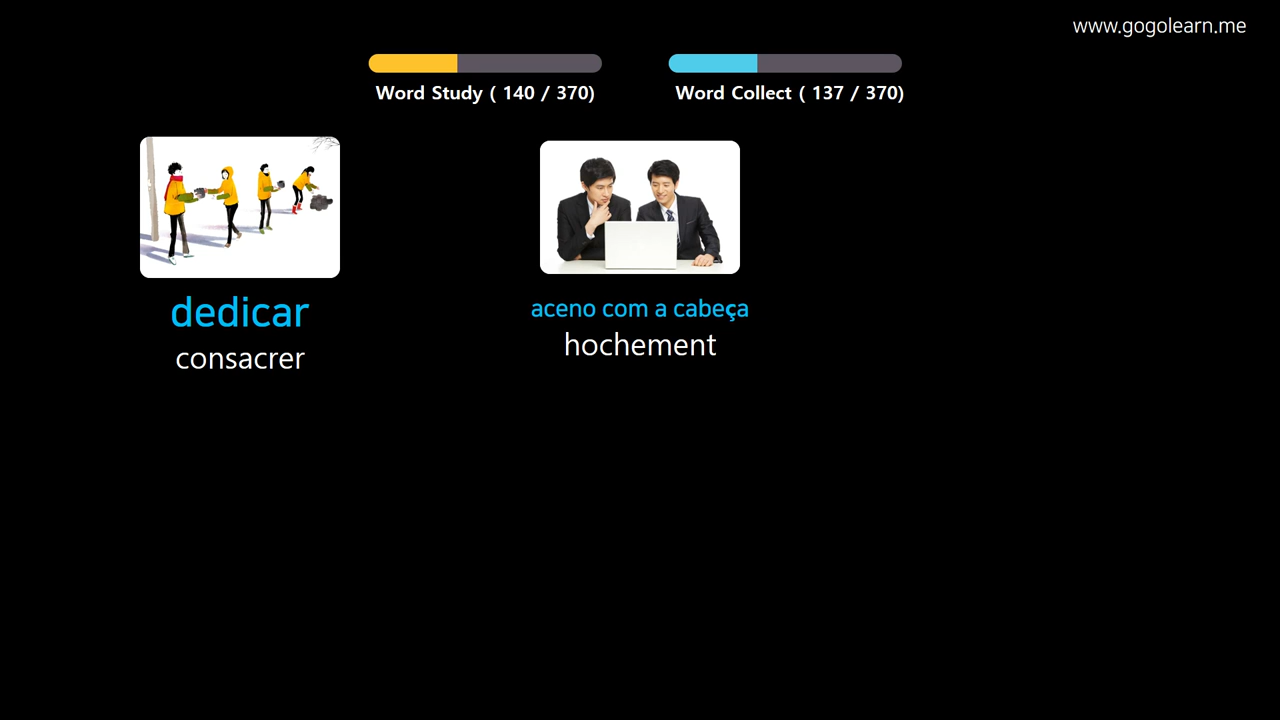 www.gogolearn.me
Word Study ( 140 / 370)
Word Collect ( 137 / 370)
dedicar
consacrer
aceno com a cabeça
hochement